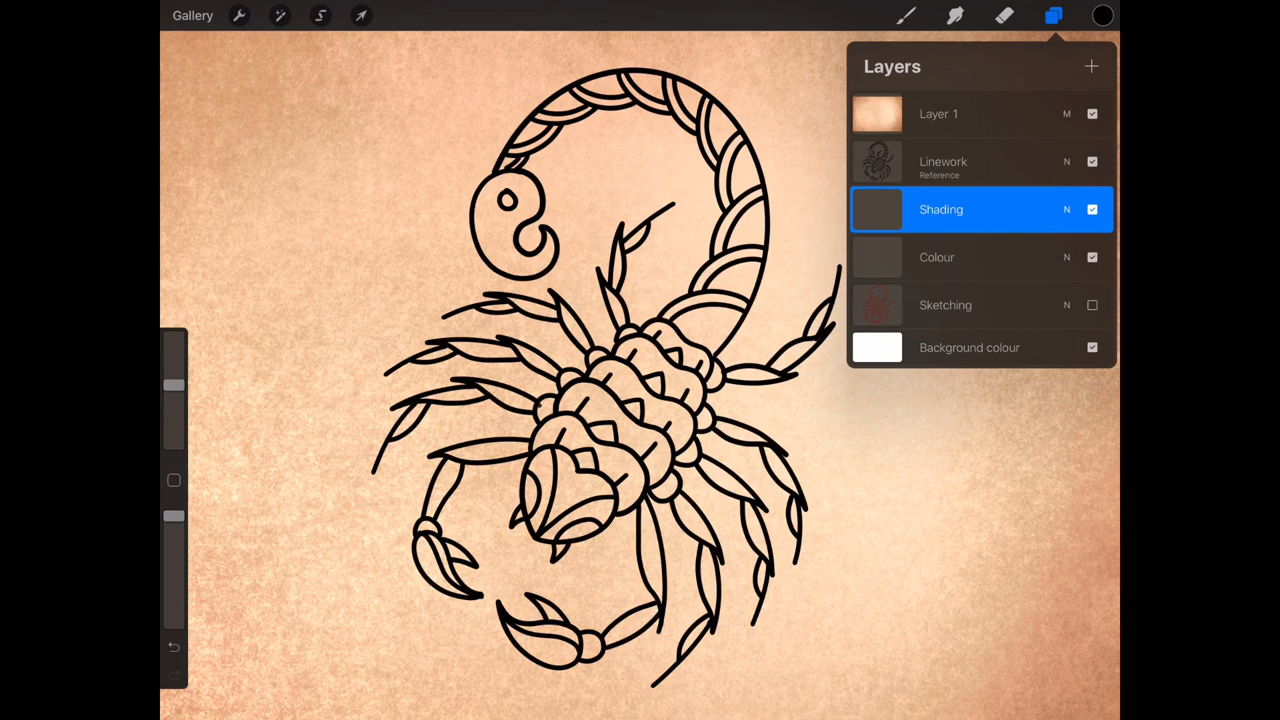 Gallery
Layers
Layer 1 M
Linework N
Reference
Shading N
Colour N
Sketching N
Background colour